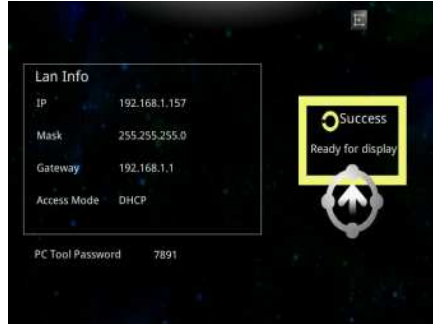 Lan Info
IP 192.168.1.157
Mask 255.255.255.0
Gateway 192.168.1.1
Access Mode DHCP
PC Tool Password 7891
Success
Ready for display